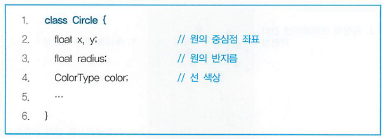 1. class Circle {
2. float x, y; // 원의 중심점 좌표
3. float radius; // 원의 반지름
4. ColorType color; // 선 색상
5. …
6. }